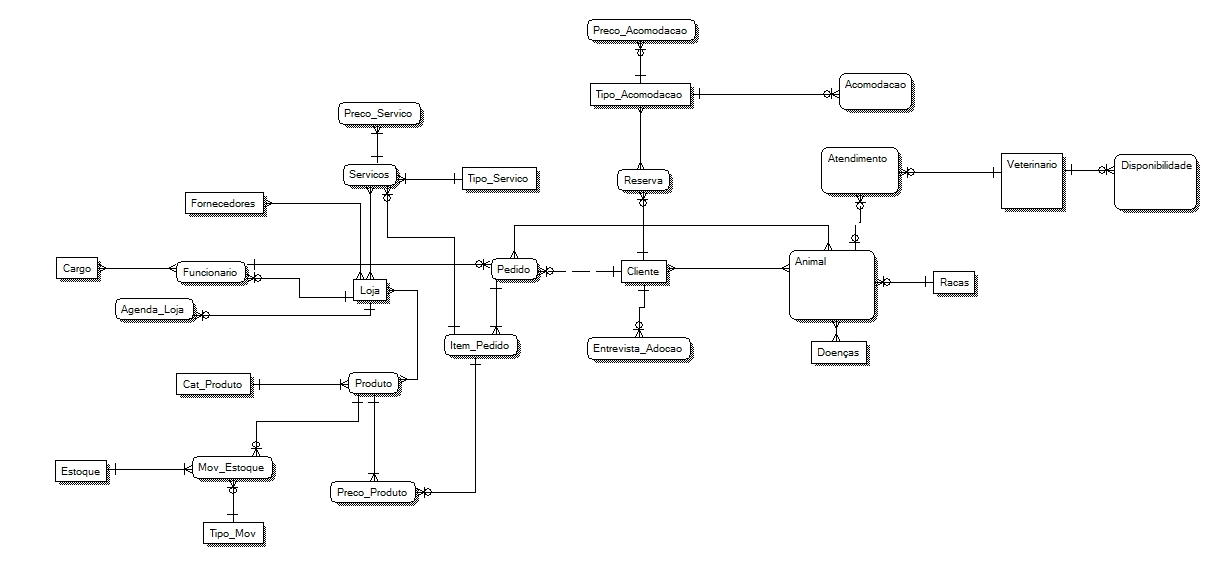 Preco_Acomodacao
Tipo_Acomodacao
Acomodacao
Preco_Servico
Atendimento
Veterinario
Disponibilidade
Servicos
Tipo_Servico
Reserva
Fornecedores
Cargo
Funcionario
Pedido
Cliente
Animal
Loja
Racas
Agenda_Loja
Item_Pedido
Entrevista_Adocao
Doenças
Cat_Produto
Produto
Estoque
Mov_Estoque
Preco_Produto
Tipo_Mov